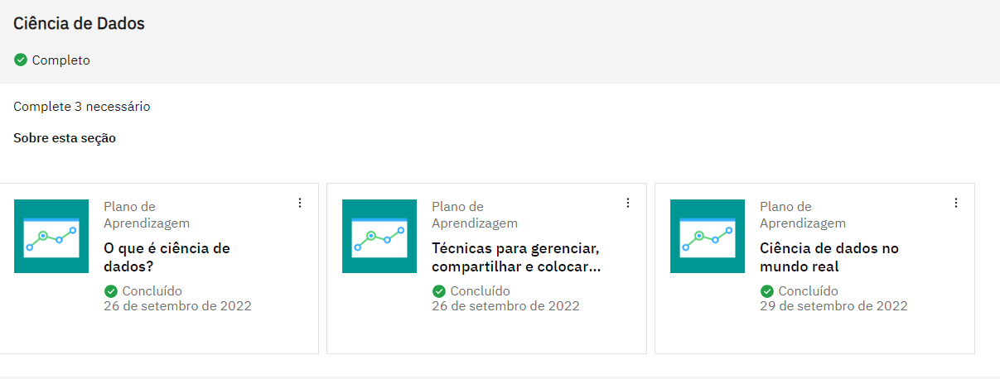 Ciência de Dados
Completo
Complete 3 necessário
Sobre esta seção
Plano de
Aprendizagem
O que é ciência de
dados?
Concluído
26 de setembro de 2022
Plano de
Aprendizagem
Técnicas para gerenciar,
compartilhar e colocar...
Concluído
26 de setembro de 2022
Plano de
Aprendizagem
Ciência de dados no
mundo real
Concluído
29 de setembro de 2022